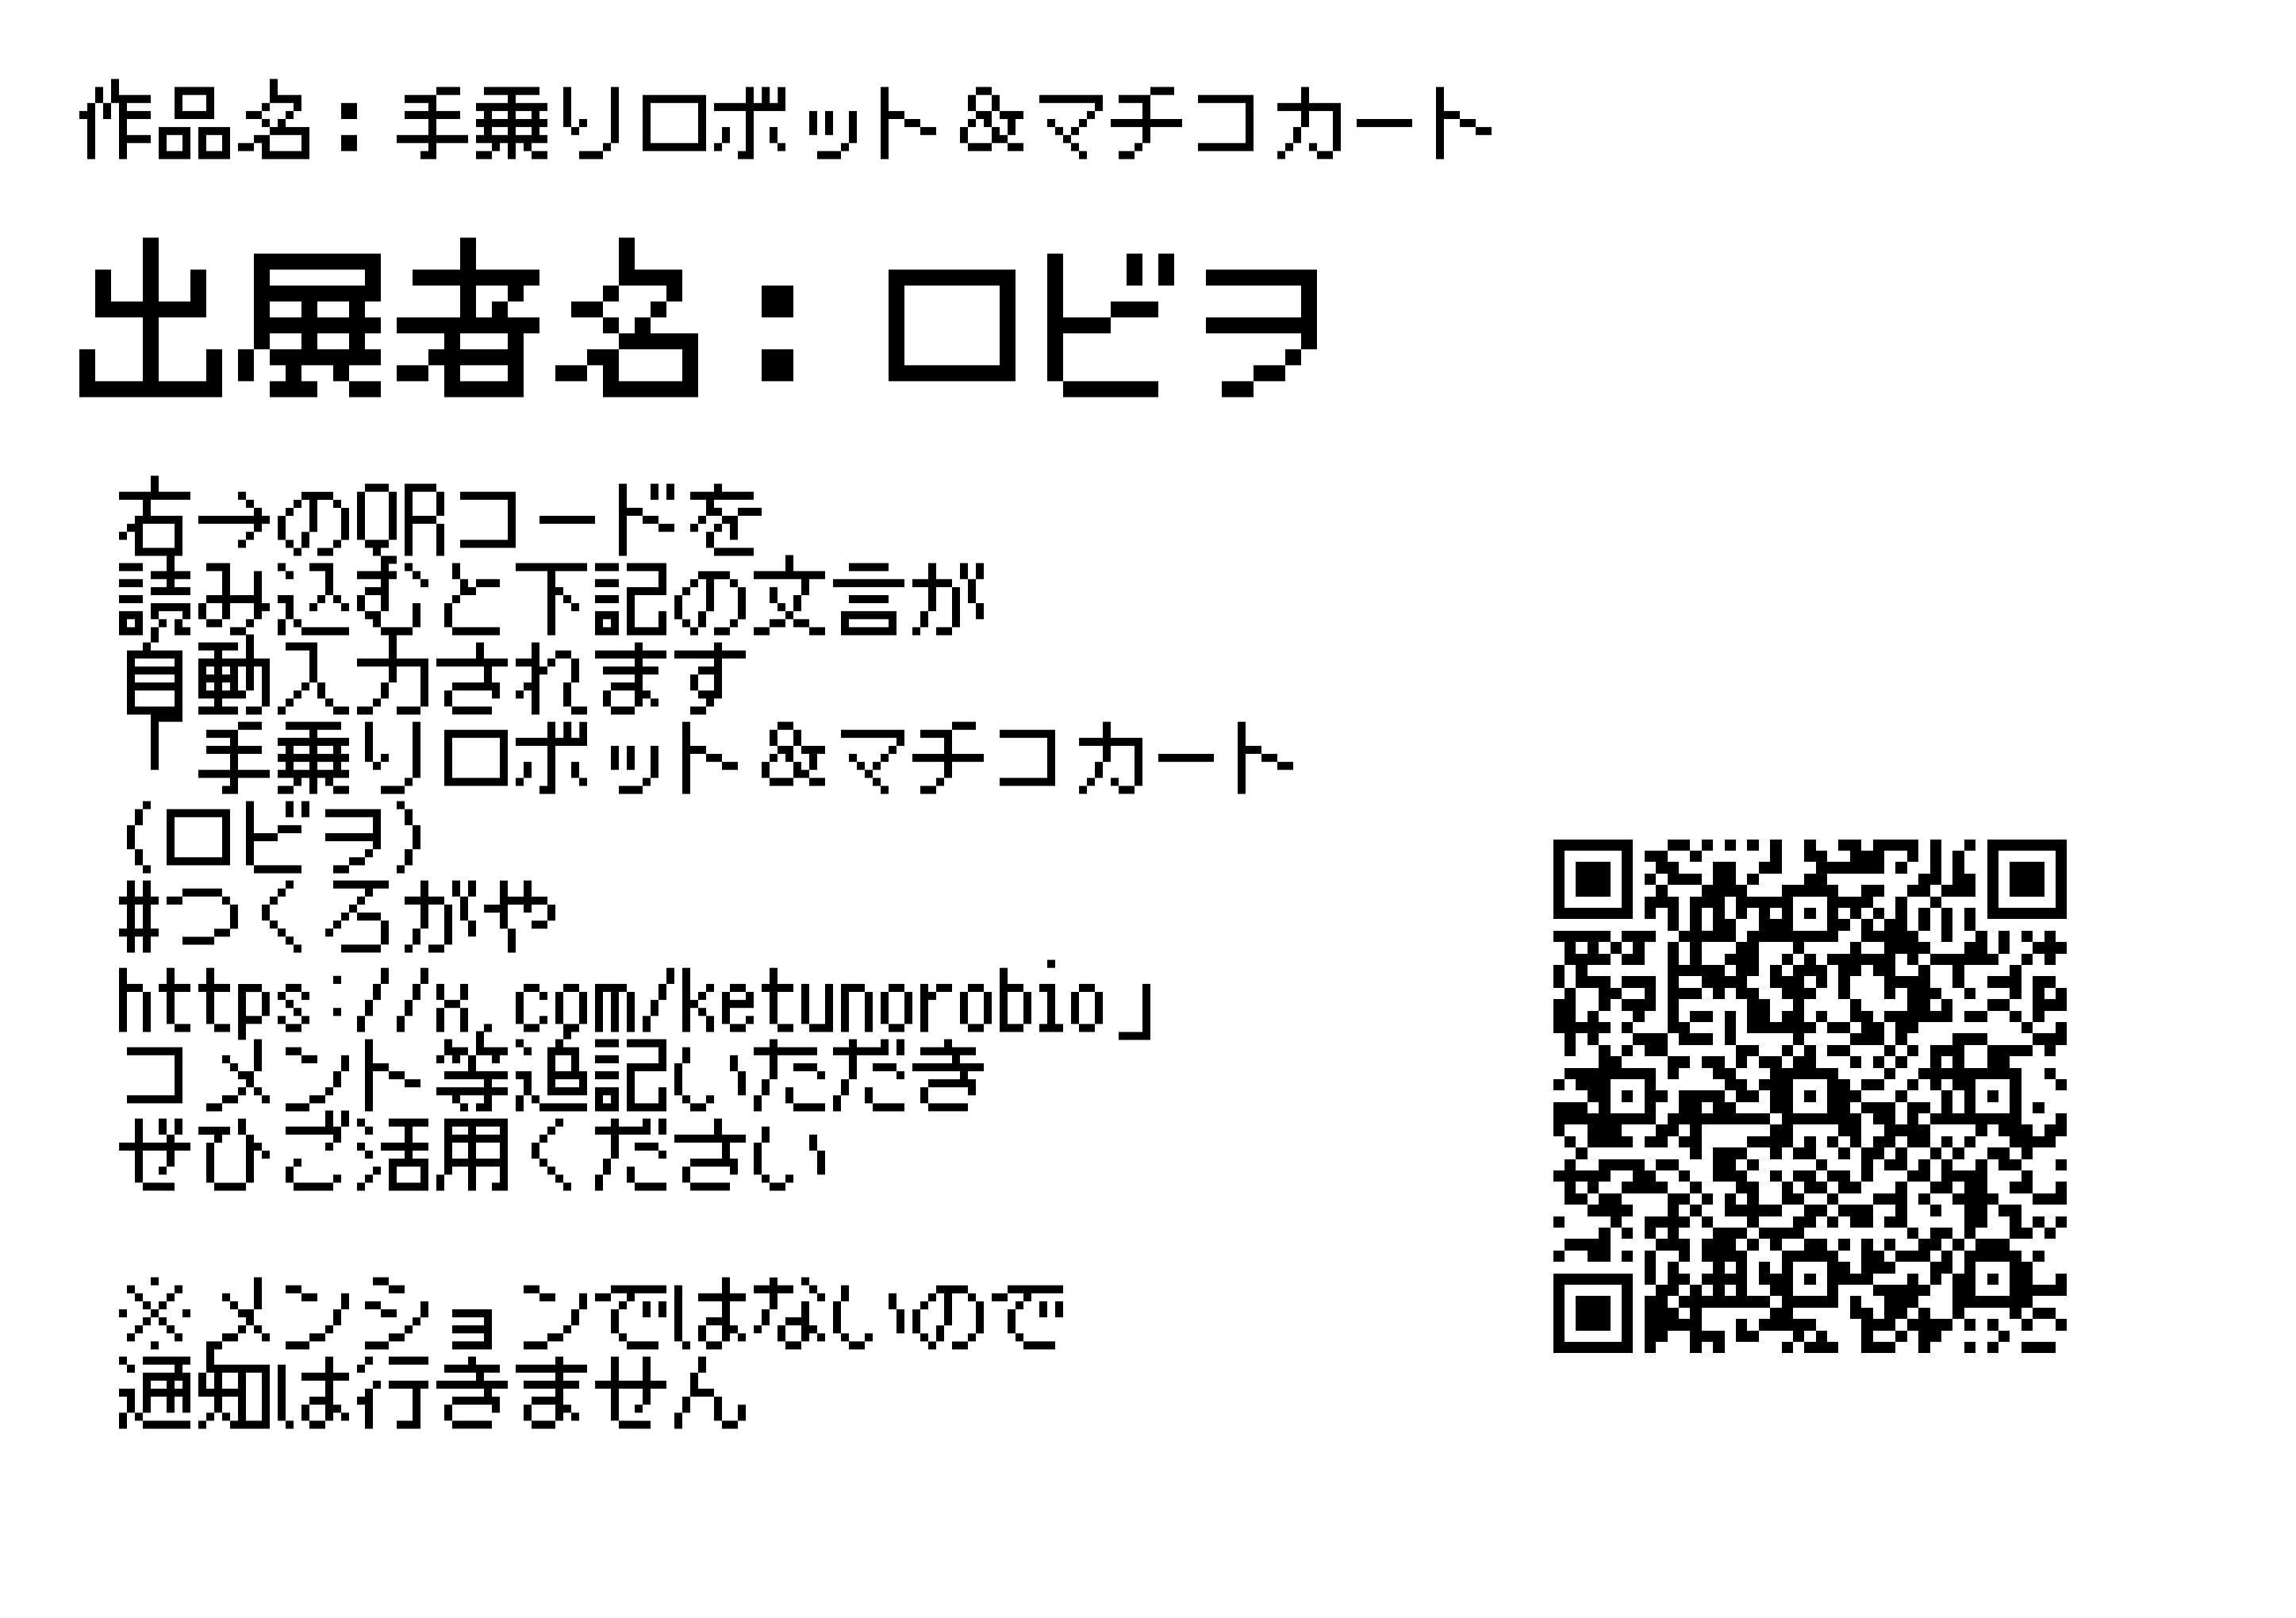 作品名：手乗りロボット＆マチコカート
出展者名：ロビヲ
右→のQRコードを
読み込むと下記の文言が
自動入力されます
「手乗りロボット＆マチコカート
(ロビヲ)
#つくろがや
https://x.com/ketunorobio」
コメント等追記いただき
ぜひご活用ください
※メンションではないので
通知は行きません